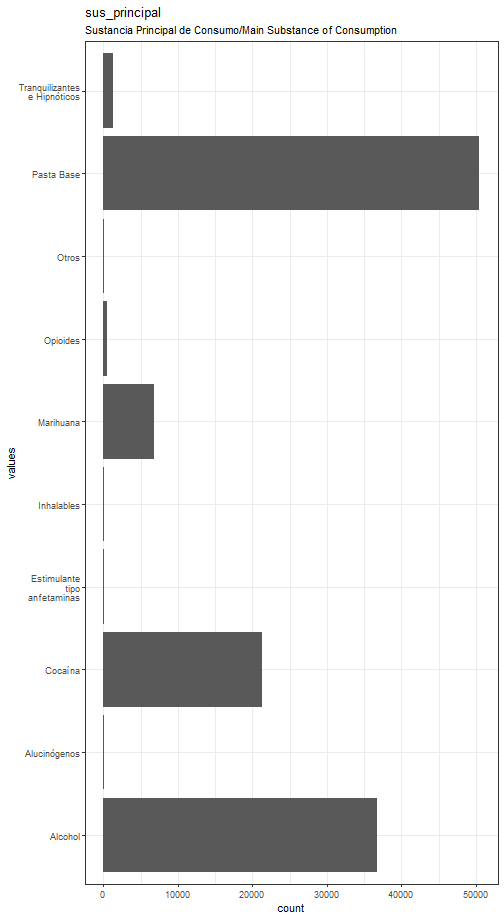 sus_principal
Sustancia Principal de Consumo/Main Substance of Consumption
Tranquilizantes
e Hipnóticos
Pasta Base
Otros
Opioides
Marihuana
values
Inhalables
Estimulante
tipo
anfetaminas
Cocaína
Alucinógenos
Alcohol
0 10000 20000 30000 40000 50000
count